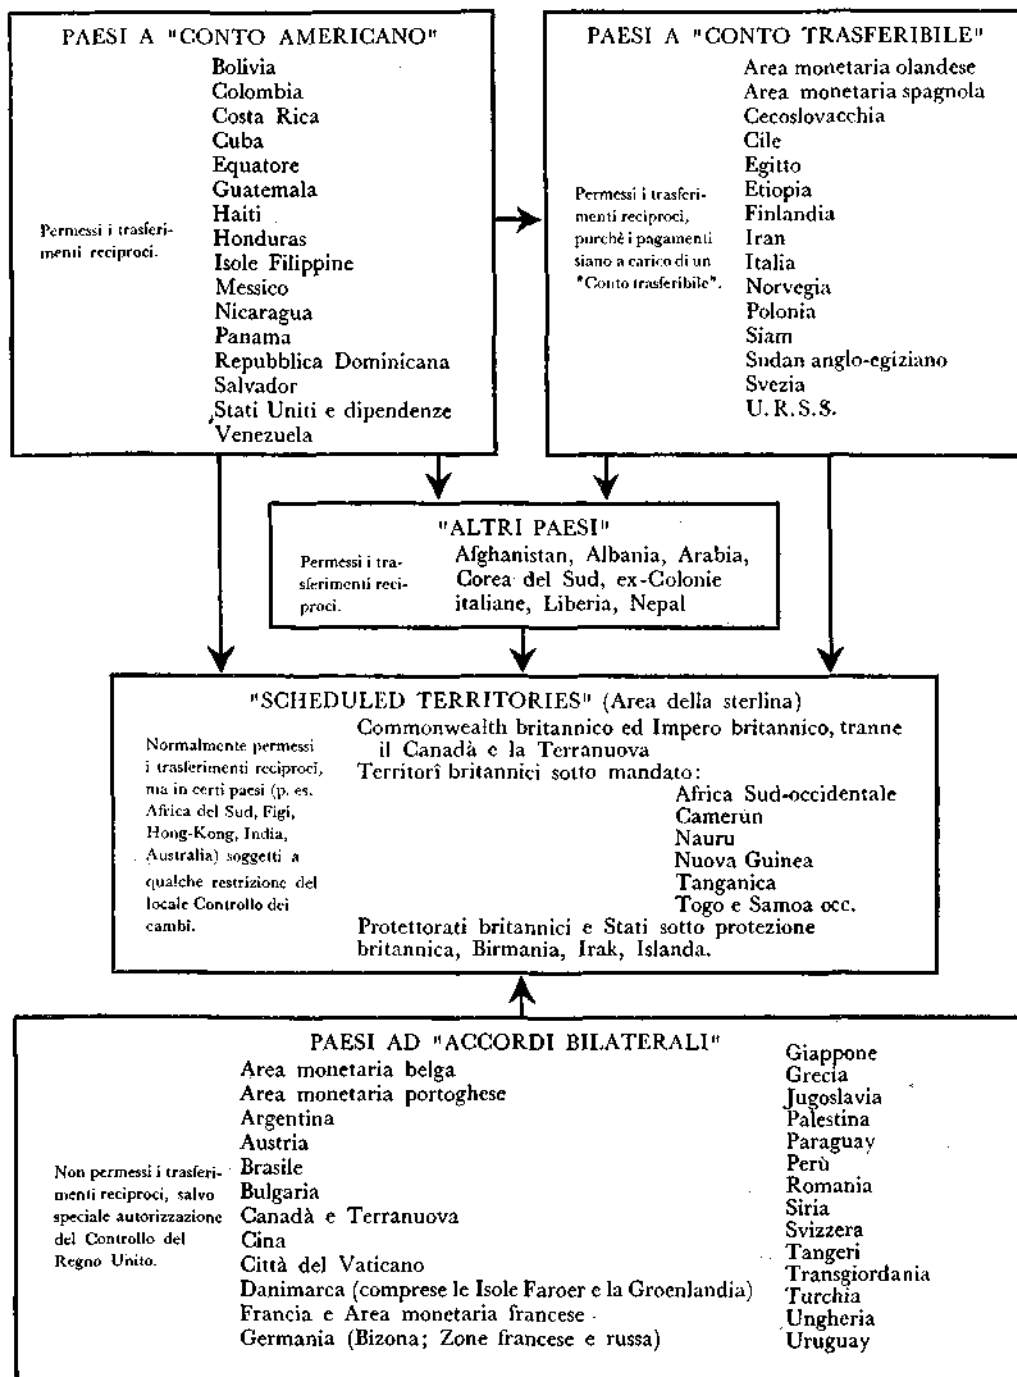 PAESI A "CONTO AMERICANO"
Bolivia
Colombia
Costa Rica
Cuba
Equatore
Guatemala
Haiti
Honduras
Isole Filippine
Messico
Nicaragua
Panama
Repubblica Dominicana
Salvador
Stati Uniti e dipendenze
Venezuela
Permessi i trasferi-
menti reciproci.
PAESI A "CONTO TRASFERIBILE"
Area monetaria olandese
Area monetaria spagnola
Cecoslovacchia
Cile
Egitto
Etiopia
Finlandia
Iran
Italia
Norvegia
Polonia
Siam
Sudan anglo-egiziano
Svezia
U.R.S.S.
Permessi i trasferi-
menti reciproci,
purchè i pagamenti
siano a carico di un
"Conto trasferibile".
"ALTRI PAESI"
Permessi i tra-
sferimenti reci-
proci.
Afghanistan, Albania, Arabia,
Corea del Sud, ex-Colonie
italiane, Liberia, Nepal
"SCHEDULED TERRITORIES" (Area della sterlina)
Normalmente permessi
i trasferimenti reciproci,
ma in certi paesi (p. es.
Africa del Sud, Figi,
Hong-Kong, India,
Australia) soggetti a
qualche restrizione del
locale Controllo dei
cambî.
Commonwealth britannico ed Impero britannico, tranne
il Canadà e la Terranuova
Territorî britannici sotto mandato:
Africa Sud-occidentale
Camerùn
Nauru
Nuova Guinea
Tanganica
Togo e Samoa occ.
Protettorati britannici e Stati sotto protezione
britannica, Birmania, Irak, Islanda.
PAESI AD "ACCORDI BILATERALI"
Non permessi i trasferi-
menti reciproci, salvo
speciale autorizzazione
del Controllo del
Regno Unito.
Area monetaria belga
Area monetaria portoghese
Argentina
Austria
Brasile
Bulgaria
Canadà e Terranuova
Cina
Città del Vaticano
Danimarca (comprese le Isole Faroer e la Groenlandia)
Francia e Area monetaria francese
Germania (Bizona; Zone francese e russa)
Giappone
Grecia
Jugoslavia
Palestina
Paraguay
Perù
Romania
Siria
Svizzera
Tangeri
Transgiordania
Turchia
Ungheria
Uruguay